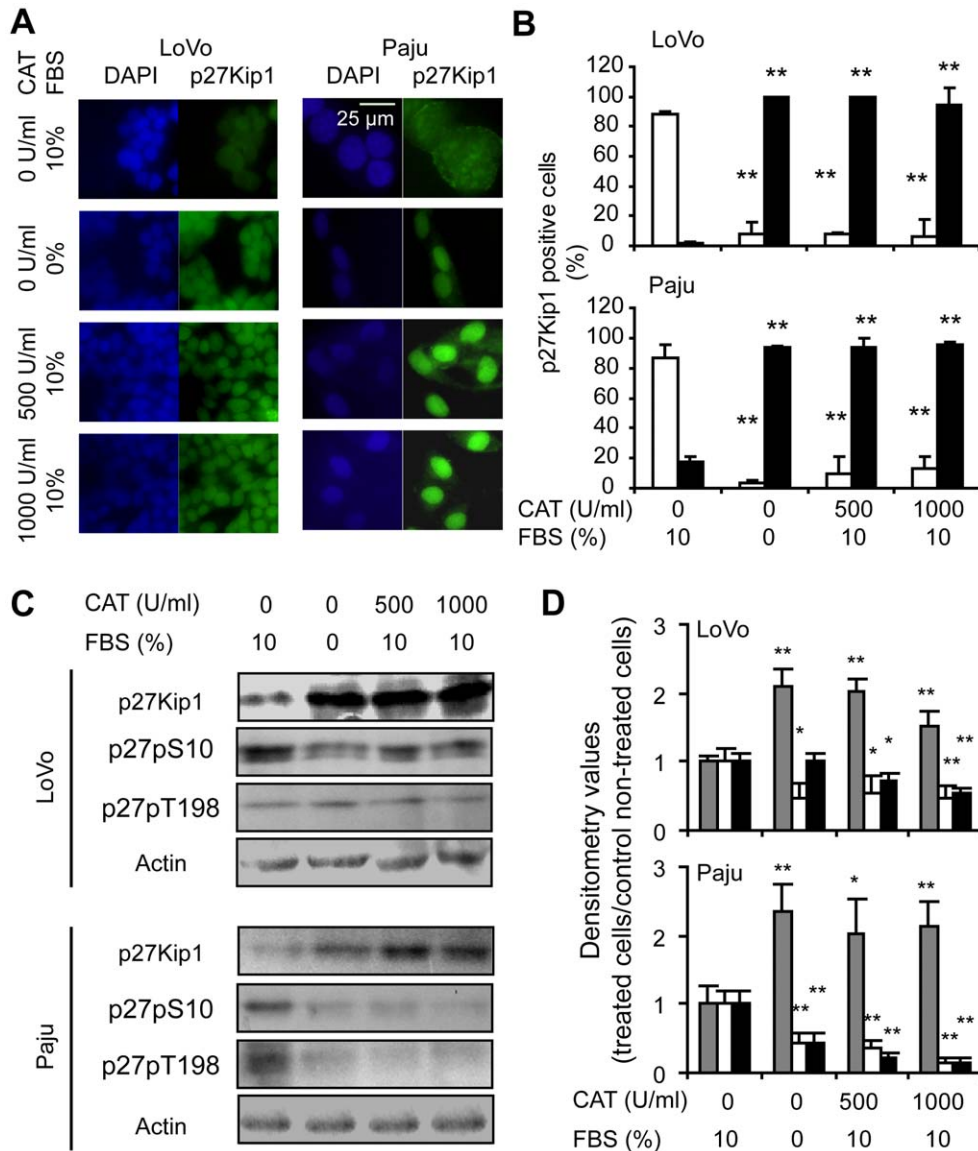 A
LoVo
Paju
CAT
FBS
DAPI p27Kip1
DAPI p27Kip1
0 U/ml
10%
25 µm
0 U/ml
0%
500 U/ml
10%
1000 U/ml
10%
B
LoVo
p27Kip1 positive cells
(%)
120
100
80
60
40
20
0
** ** **
** ** **
Paju
120
100
80
60
40
20
0
** ** **
** ** **
CAT (U/ml) 0 0 500 1000
FBS (%) 10 0 10 10
C
CAT (U/ml) 0 0 500 1000
FBS (%) 10 0 10 10
LoVo
p27Kip1
p27pS10
p27pT198
Actin
Paju
p27Kip1
p27pS10
p27pT198
Actin
D
Densitometry values
(treated cells/control non-treated cells)
LoVo
3
2
1
0
** ** **
* * * ** **
Paju
3
2
1
0
** * **
** ** ** ** ** **
CAT (U/ml) 0 0 500 1000
FBS (%) 10 0 10 10